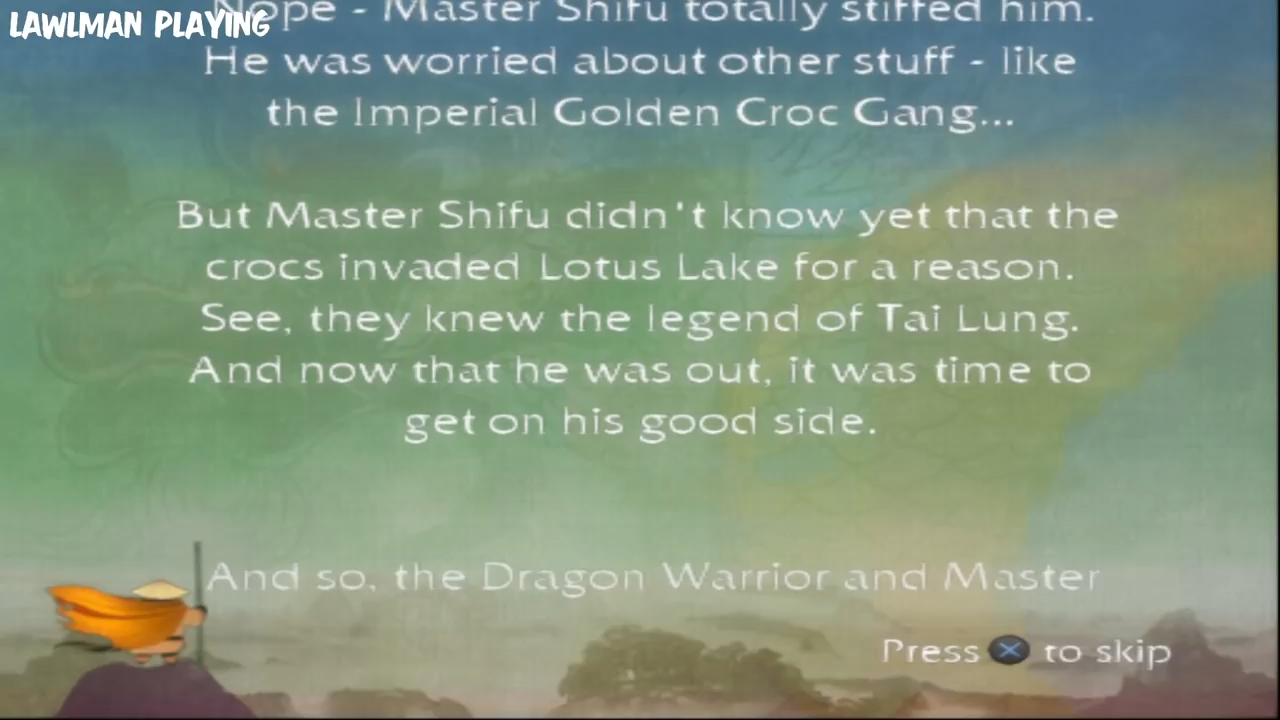 LAWLMAN PLAYING
Nope - Master Shifu totally stiffed him.
He was worried about other stuff - like
the Imperial Golden Croc Gang...
But Master Shifu didn't know yet that the
crocs invaded Lotus Lake for a reason.
See, they knew the legend of Tai Lung.
And now that he was out, it was time to
get on his good side.
And so, the Dragon Warrior and Master
Press X to skip